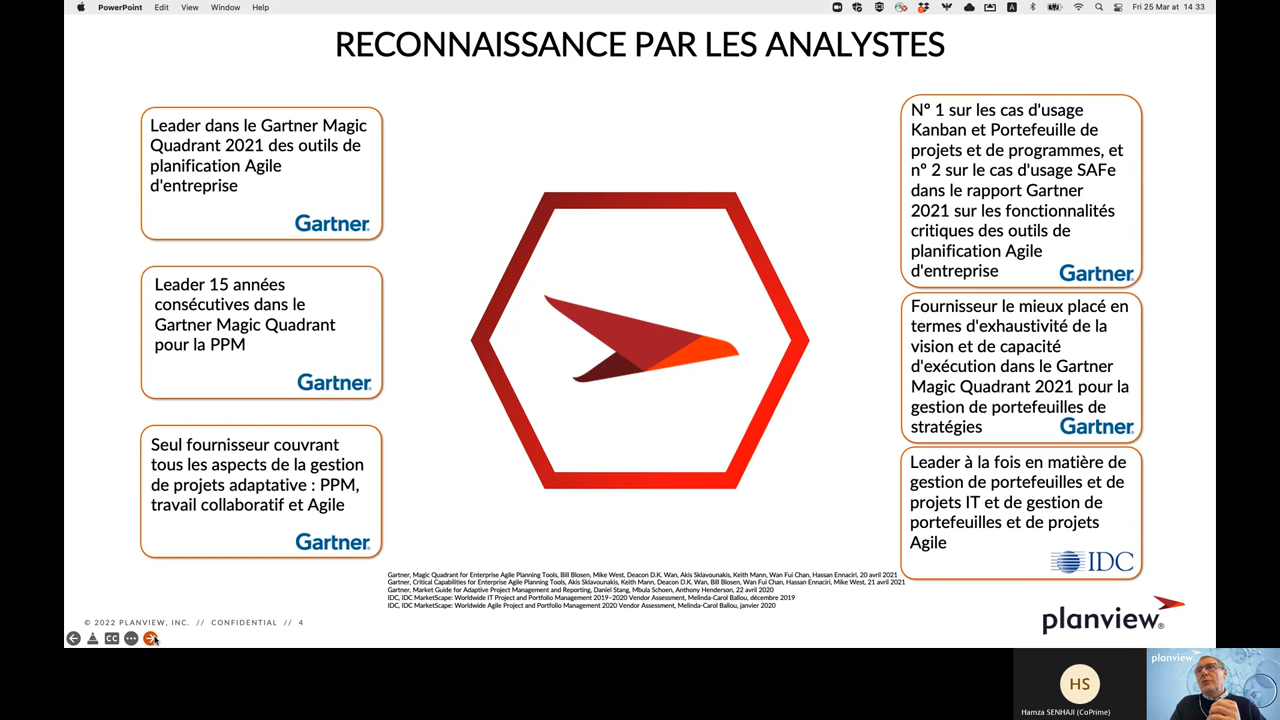 PowerPoint Edit View Window Help
Fri 25 Mar at 14 33
RECONNAISSANCE PAR LES ANALYSTES
Leader dans le Gartner Magic
Quadrant 2021 des outils de
planification Agile
d'entreprise
Gartner
Leader 15 années
consécutives dans le
Gartner Magic Quadrant
pour la PPM
Gartner
Seul fournisseur couvrant
tous les aspects de la gestion
de projets adaptative : PPM,
travail collaboratif et Agile
Gartner
N° 1 sur les cas d'usage
Kanban et Portefeuille de
projets et de programmes, et
n° 2 sur le cas d'usage SAFe
dans le rapport Gartner
2021 sur les fonctionnalités
critiques des outils de
planification Agile
d'entreprise
Gartner
Fournisseur le mieux placé en
termes d'exhaustivité de la
vision et de capacité
d'exécution dans le Gartner
Magic Quadrant 2021 pour la
gestion de portefeuilles de
stratégies
Gartner
Leader à la fois en matière de
gestion de portefeuilles et de
projets IT et de gestion de
portefeuilles et de projets
Agile
IDC
Gartner, Magic Quadrant for Enterprise Agile Planning Tools, Bill Blosen, Mike West, Deacon D.K. Wan, Akis Sklavounakis, Keith Mann, Wan Fui Chan, Hassan Ennaciri, 20 avril 2021
Gartner, Critical Capabilities for Enterprise Agile Planning Tools, Akis Sklavounakis, Keith Mann, Deacon D.K. Wan, Bill Blosen, Wan Fui Chan, Hassan Ennaciri, Mike West, 21 avril 2021
Gartner, Market Guide for Adaptive Project Management and Reporting, Daniel Stang, Mbula Schoen, Anthony Henderson, 22 avril 2020
IDC, IDC MarketScape: Worldwide IT Project and Portfolio Management 2019–2020 Vendor Assessment, Melinda-Carol Ballou, décembre 2019
IDC, IDC MarketScape: Worldwide Agile Project and Portfolio Management 2020 Vendor Assessment, Melinda-Carol Ballou, janvier 2020
© 2022 PLANVIEW, INC. // CONFIDENTIAL // 4
planview®
CC
HS
Hamza SENHAJI (CoPrime)
planview